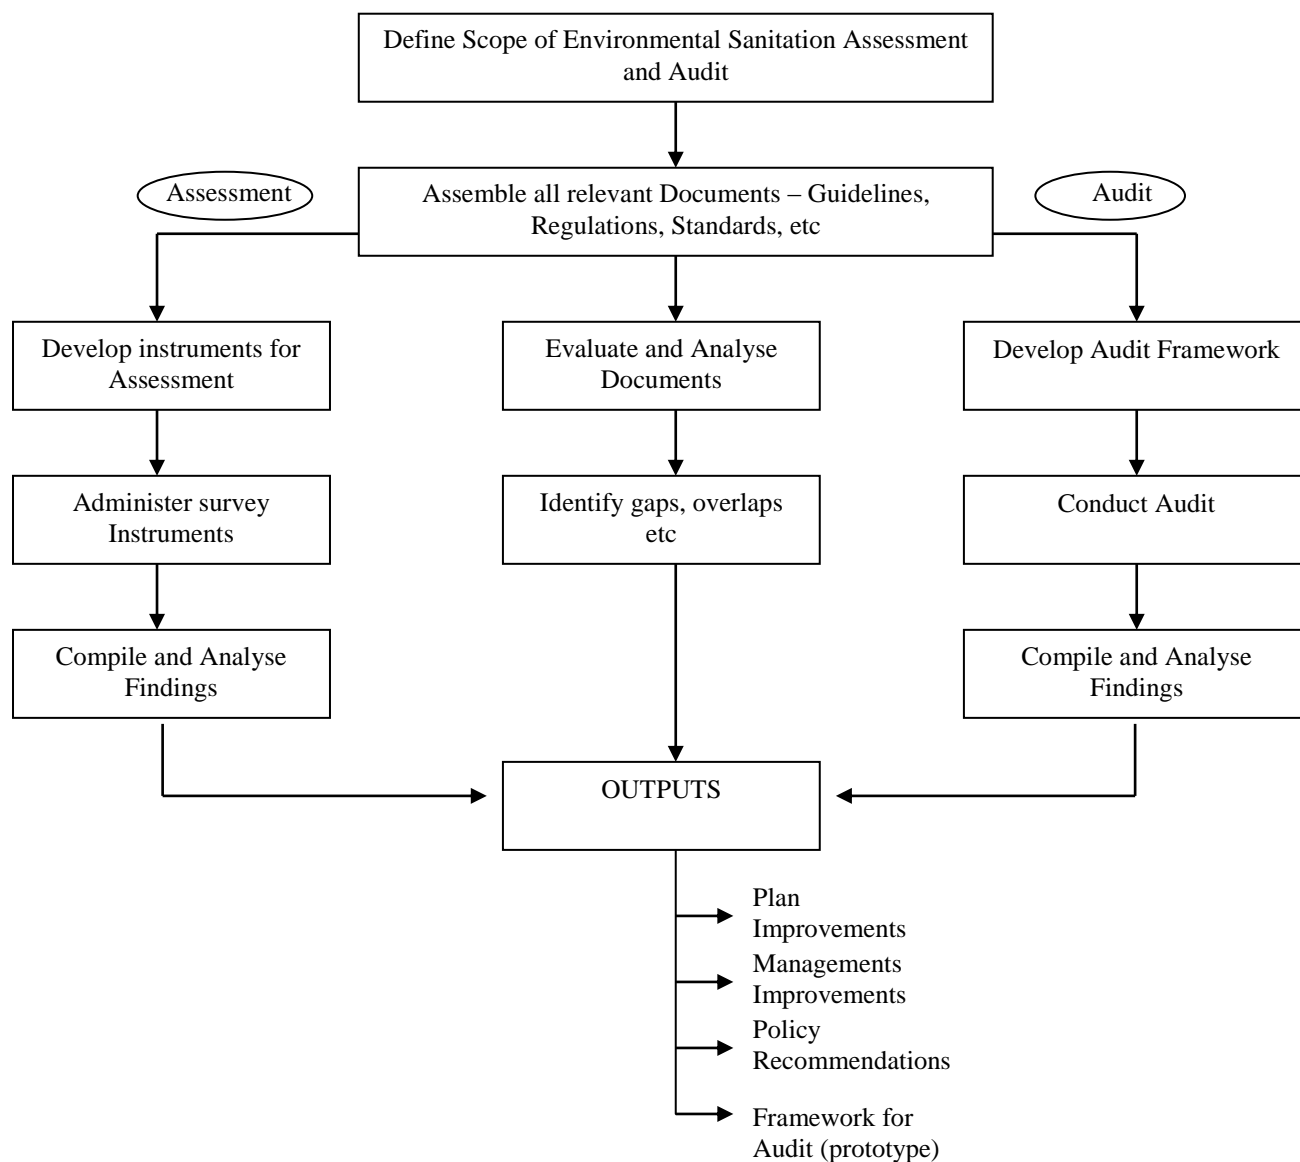 Define Scope of Environmental Sanitation Assessment
and Audit
Assessment
Assemble all relevant Documents – Guidelines,
Regulations, Standards, etc
Audit
Develop instruments for
Assessment
Evaluate and Analyse
Documents
Develop Audit Framework
Administer survey
Instruments
Identify gaps, overlaps
etc
Conduct Audit
Compile and Analyse
Findings
Compile and Analyse
Findings
OUTPUTS
Plan
Improvements
Managements
Improvements
Policy
Recommendations
Framework for
Audit (prototype)